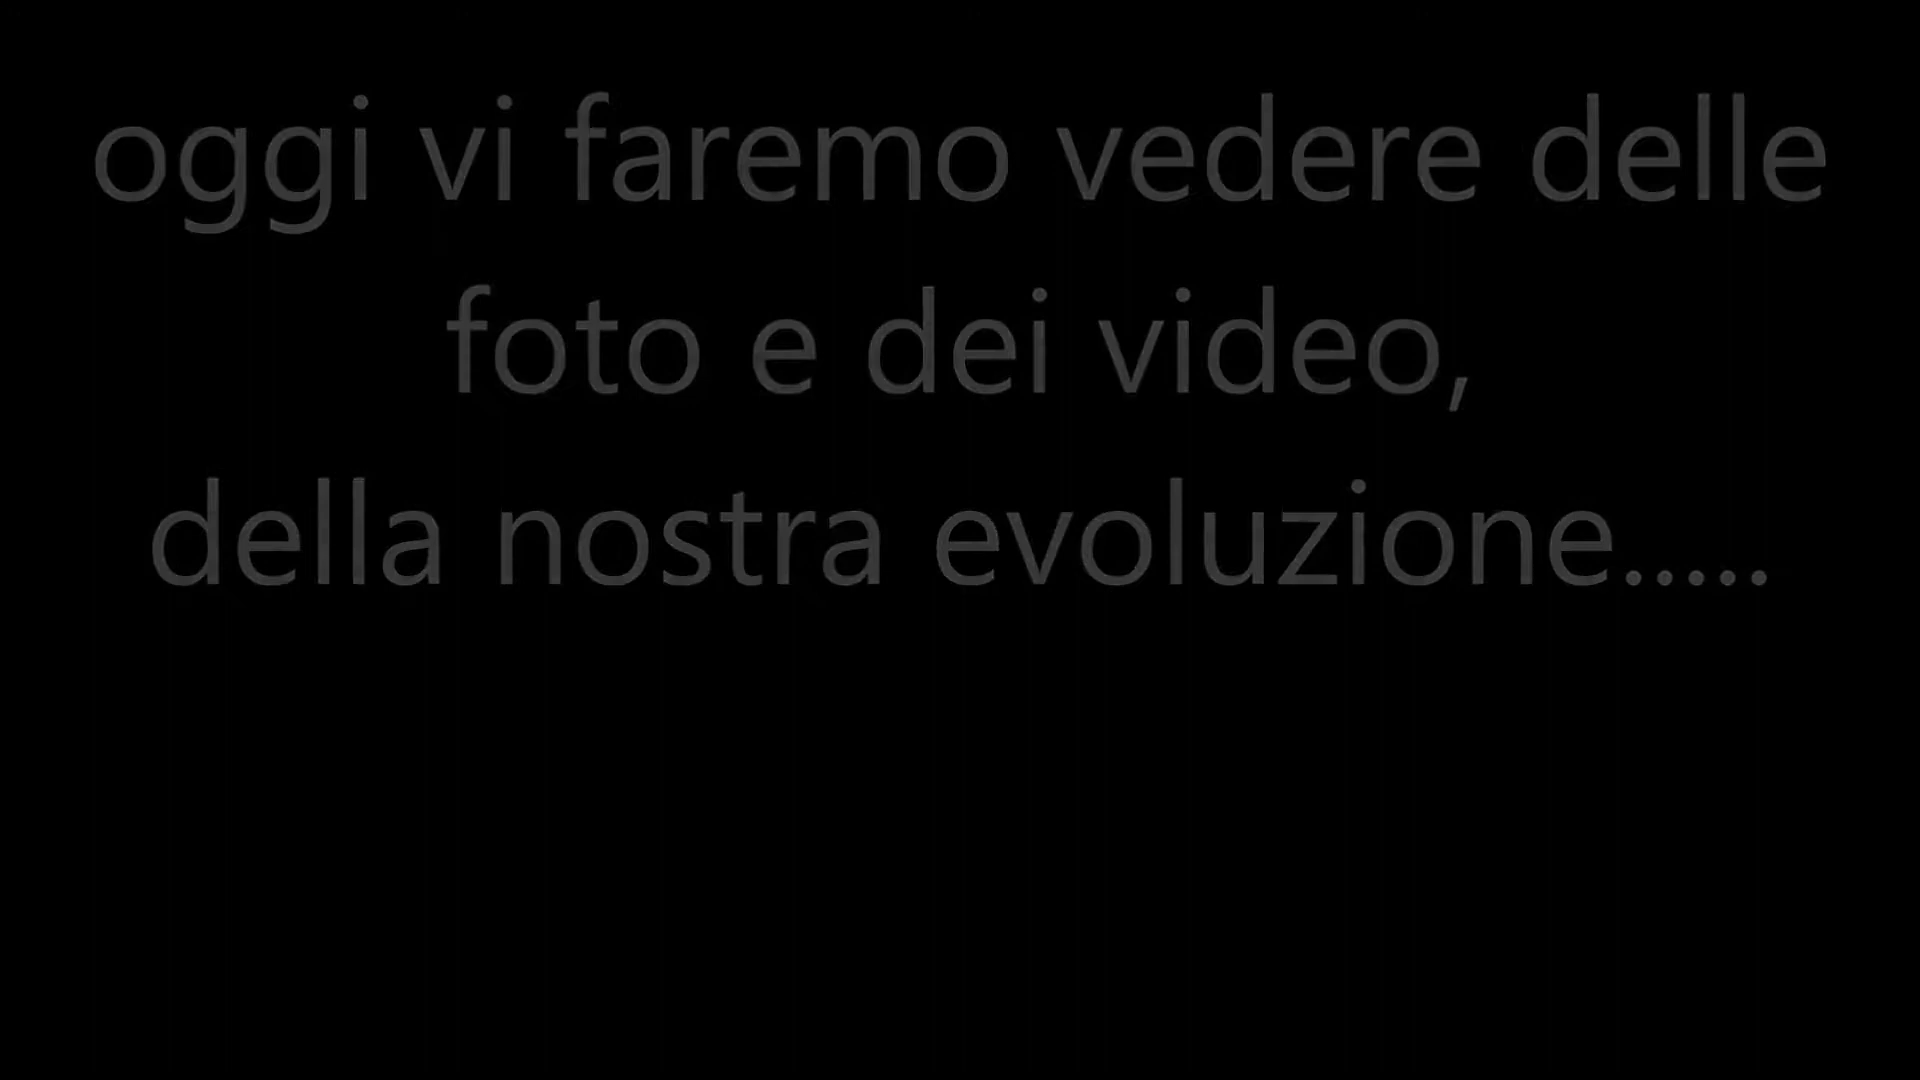 oggi vi faremo vedere delle
foto e dei video,
della nostra evoluzione.....